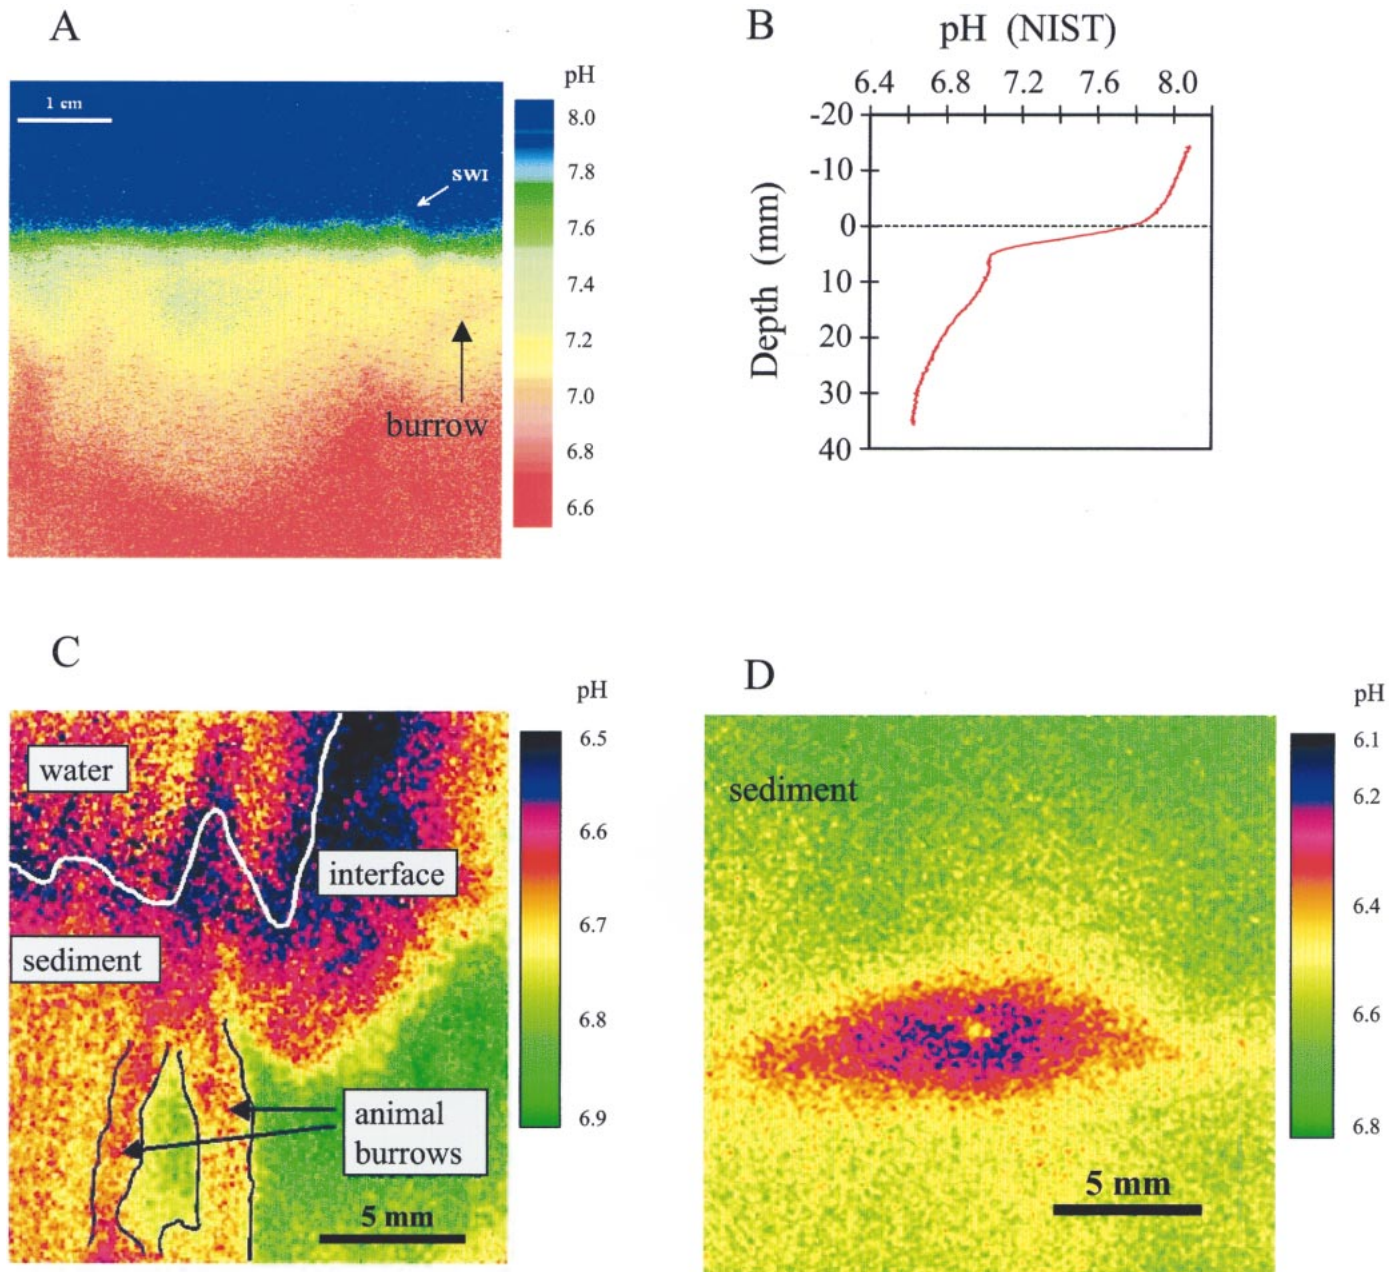 A
pH
1 cm
8.0
SWI
7.8
7.6
7.4
7.2
7.0
burrow
6.8
6.6
B
pH (NIST)
6.4 6.8 7.2 7.6 8.0
Depth (mm)
-20
-10
0
10
20
30
40
C
pH
water
6.5
6.6
interface
6.7
sediment
6.8
animal
burrows
6.9
5 mm
D
pH
sediment
6.1
6.2
6.4
6.6
5 mm
6.8